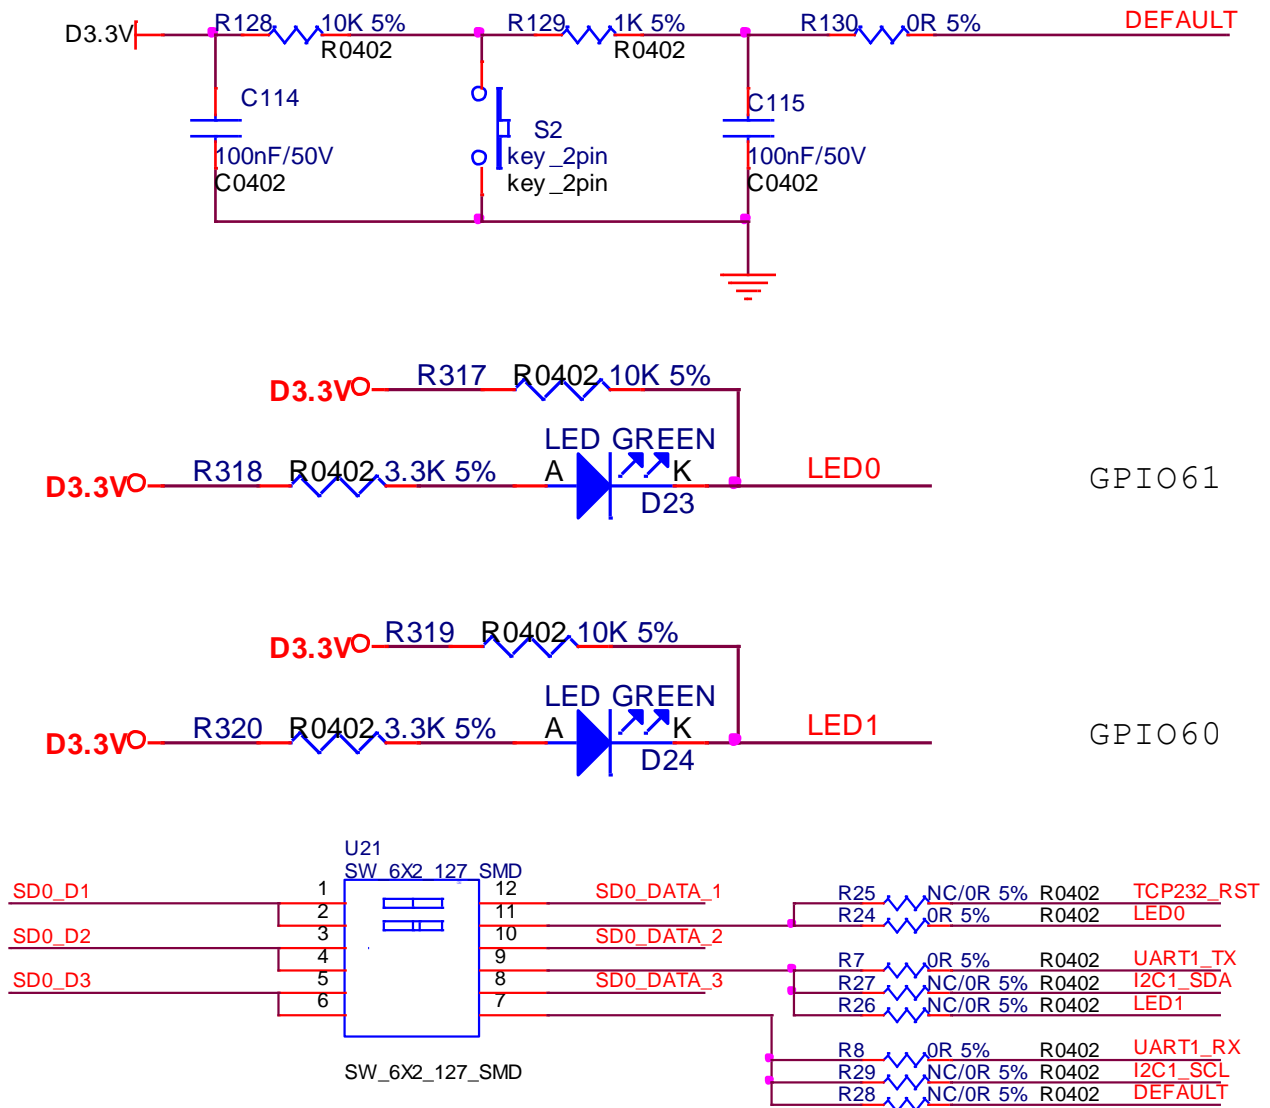 D3.3V R128 10K 5% R0402 R129 1K 5% R0402 R130 0R 5% DEFAULT
C114
100nF/50V
C0402
S2
key_2pin
key_2pin
C115
100nF/50V
C0402
D3.3V R317 R0402 10K 5%
LED GREEN
D3.3V R318 R0402 3.3K 5% A K LED0 GPIO61
D23
D3.3V R319 R0402 10K 5%
LED GREEN
D3.3V R320 R0402 3.3K 5% A K LED1 GPIO60
D24
U21
SW_6X2_127_SMD
SD0_D1 1 12 SD0_DATA_1 R25 NC/0R 5% R0402 TCP232_RST
2 11 R24 0R 5% R0402 LED0
SD0_D2 3 10 SD0_DATA_2
4 9 R7 0R 5% R0402 UART1_TX
SD0_D3 5 8 SD0_DATA_3 R27 NC/0R 5% R0402 I2C1_SDA
6 7 R26 NC/0R 5% R0402 LED1
SW_6X2_127_SMD
R8 0R 5% R0402 UART1_RX
R29 NC/0R 5% R0402 I2C1_SCL
R28 NC/0R 5% R0402 DEFAULT